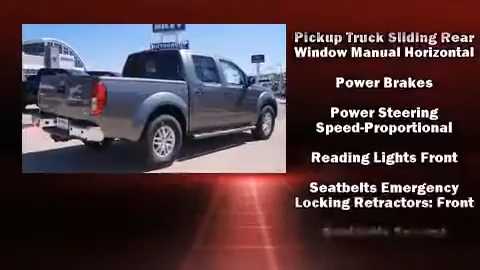 Pickup Truck Sliding Rear
Window Manual Horizontal
Power Brakes
Power Steering
Speed-Proportional
Reading Lights Front
Seatbelts Emergency
Locking Retractors: Front